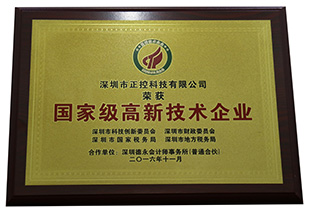 深圳市正控科技有限公司
荣获
国家级高新技术企业
深圳市科技创新委员会 深圳市财政委员会
深圳市国家税务局 深圳市地方税务局
合作单位：深圳德永会计师事务所(普通合伙)
二〇一六年十一月